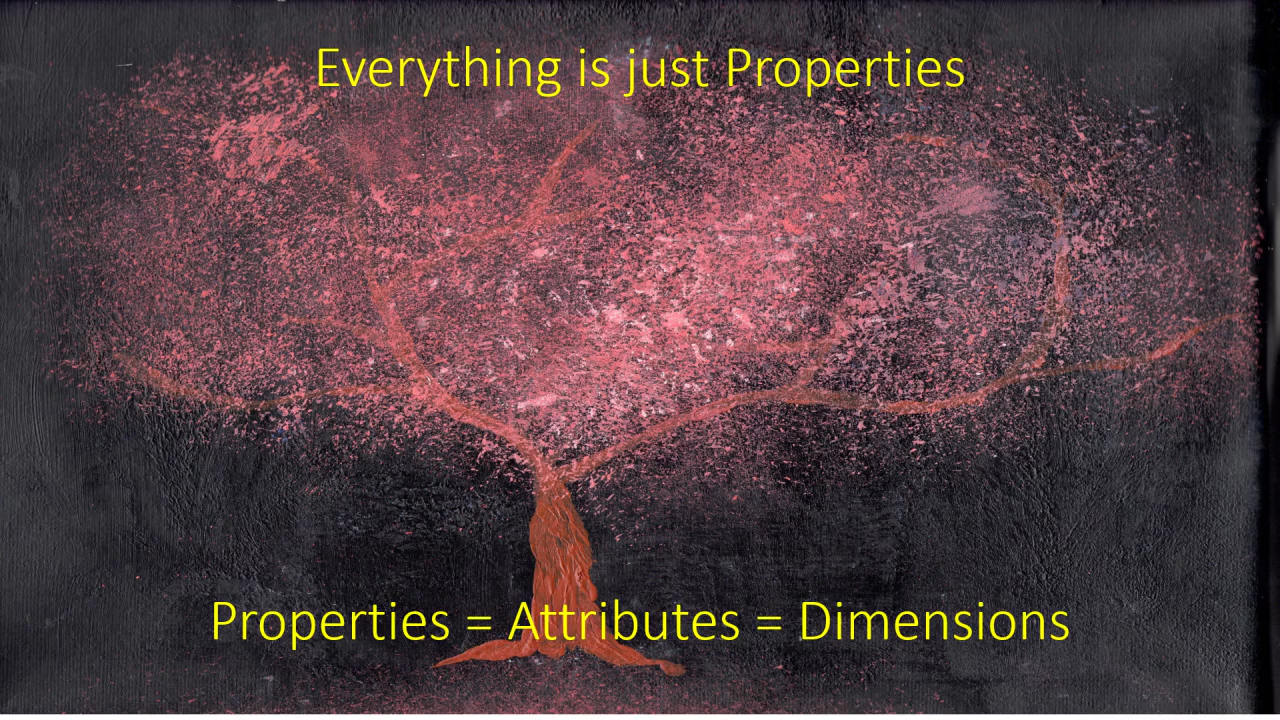 Everything is just Properties
Properties = Attributes = Dimensions